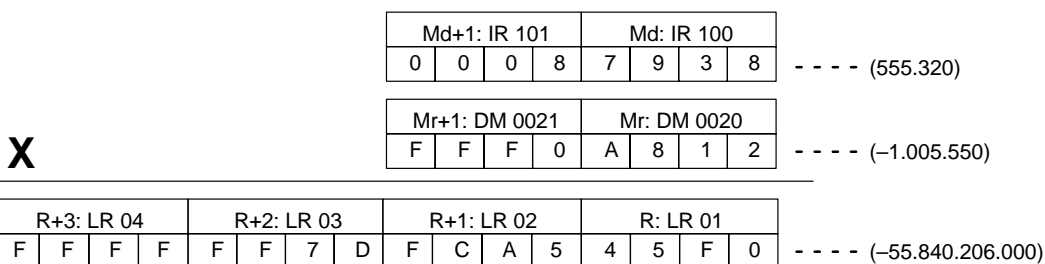 Md+1: IR 101 Md: IR 100
0 0 0 8 7 9 3 8 - - - - (555.320)
Mr+1: DM 0021 Mr: DM 0020
X F F F 0 A 8 1 2 - - - - (–1.005.550)
R+3: LR 04 R+2: LR 03 R+1: LR 02 R: LR 01
F F F F F F 7 D F C A 5 4 5 F 0 - - - - (–55.840.206.000)